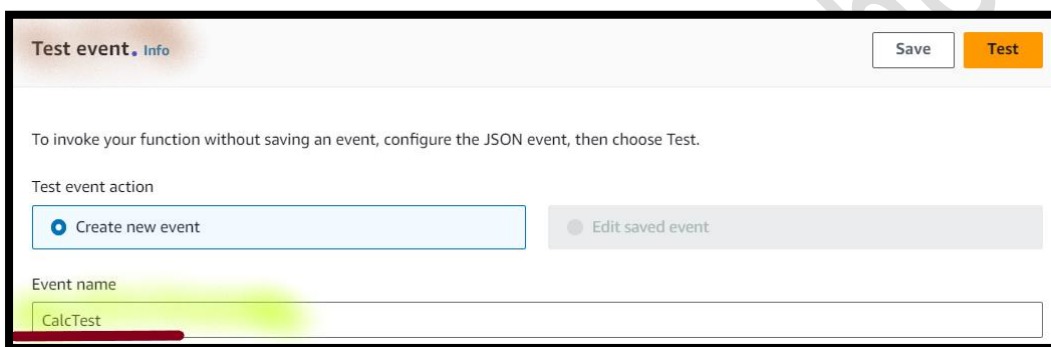 Test event. Info
Save
Test
To invoke your function without saving an event, configure the JSON event, then choose Test.
Test event action
Create new event
Edit saved event
Event name
CalcTest